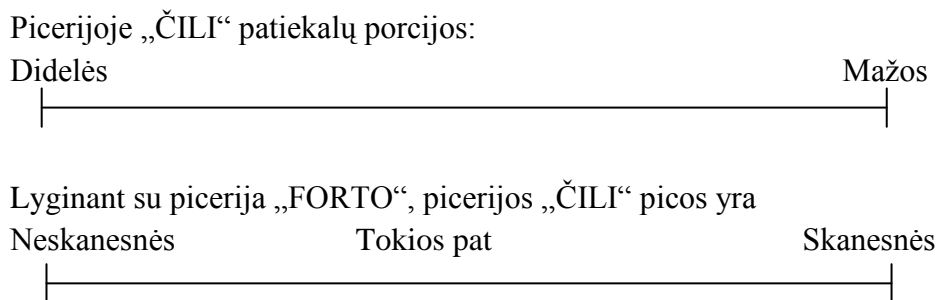 Picerijoje „ČILI“ patiekalų porcijos:
Didelės Mažos
Lyginant su picerija „FORTO“, picerijos „ČILI“ picos yra
Neskanesnės Tokios pat Skanesnės